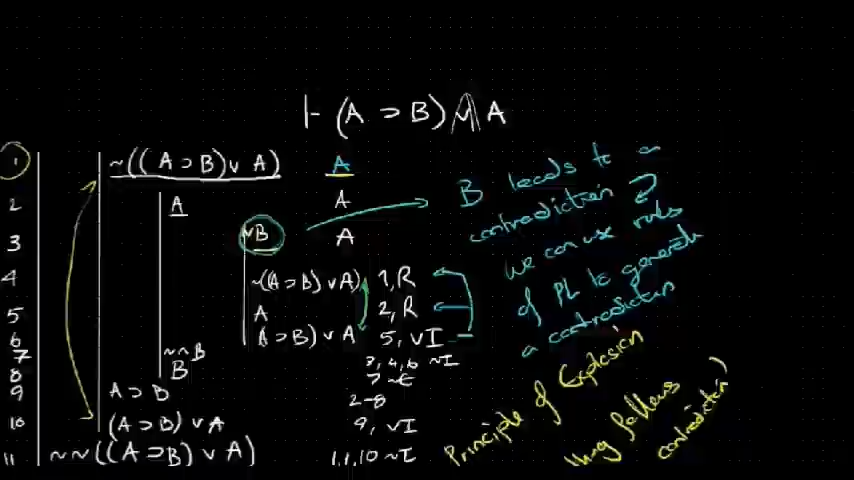 ⊢ (A ⊃ B) ∨ A
1 ~((A ⊃ B) ∨ A) A
2 A A
3 ~B A
4 ~((A ⊃ B) ∨ A) 1, R
5 A 2, R
6 (A ⊃ B) ∨ A 5, ∨I
7 ~~B 3, 4, 6 ~I
8 B 7 ~E
9 A ⊃ B 2-8
10 (A ⊃ B) ∨ A 9, ∨I
11 ~~((A ⊃ B) ∨ A) 1,1,10 ~I
B leads to a
contradiction
we can use rules
of PL to generate
a contradiction
Principle of Explosion
thing follows
contradiction)